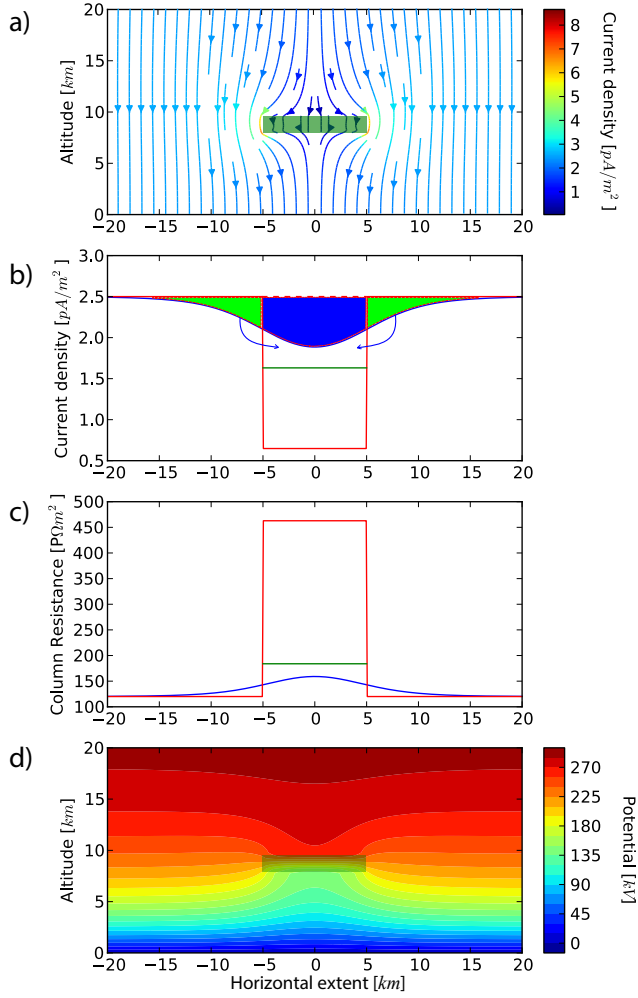 a)
Altitude [km]
20
15
10
5
0
−20 −15 −10 −5 0 5 10 15 20
8
7
6
5
4
3
2
1
Current density [pA/m²]
b)
Current density [pA/m²]
3.0
2.5
2.0
1.5
1.0
0.5
−20 −15 −10 −5 0 5 10 15 20
c)
Column Resistance [PΩm²]
500
450
400
350
300
250
200
150
100
−20 −15 −10 −5 0 5 10 15 20
d)
Altitude [km]
20
15
10
5
0
−20 −15 −10 −5 0 5 10 15 20
Horizontal extent [km]
270
225
180
135
90
45
0
Potential [kV]